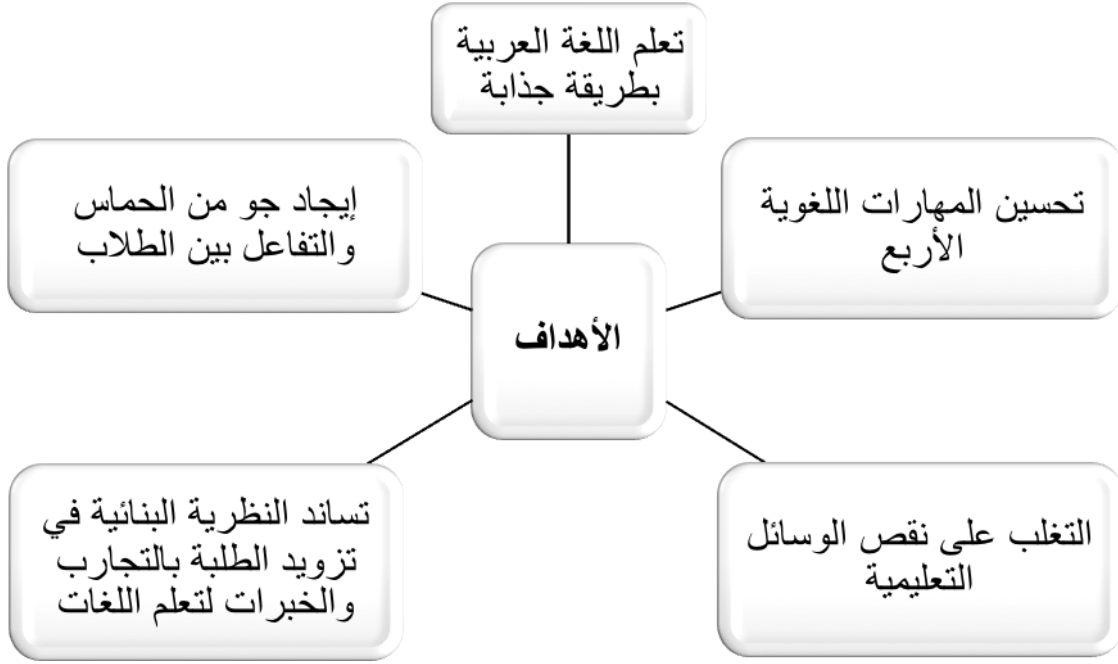 تعلم اللغة العربية
بطريقة جذابة
تحسين المهارات اللغوية
الأربع
إيجاد جو من الحماس
والتفاعل بين الطلاب
الأهداف
التغلب على نقص الوسائل
التعليمية
تساند النظرية البنائية في
تزويد الطلبة بالتجارب
والخبرات لتعلم اللغات